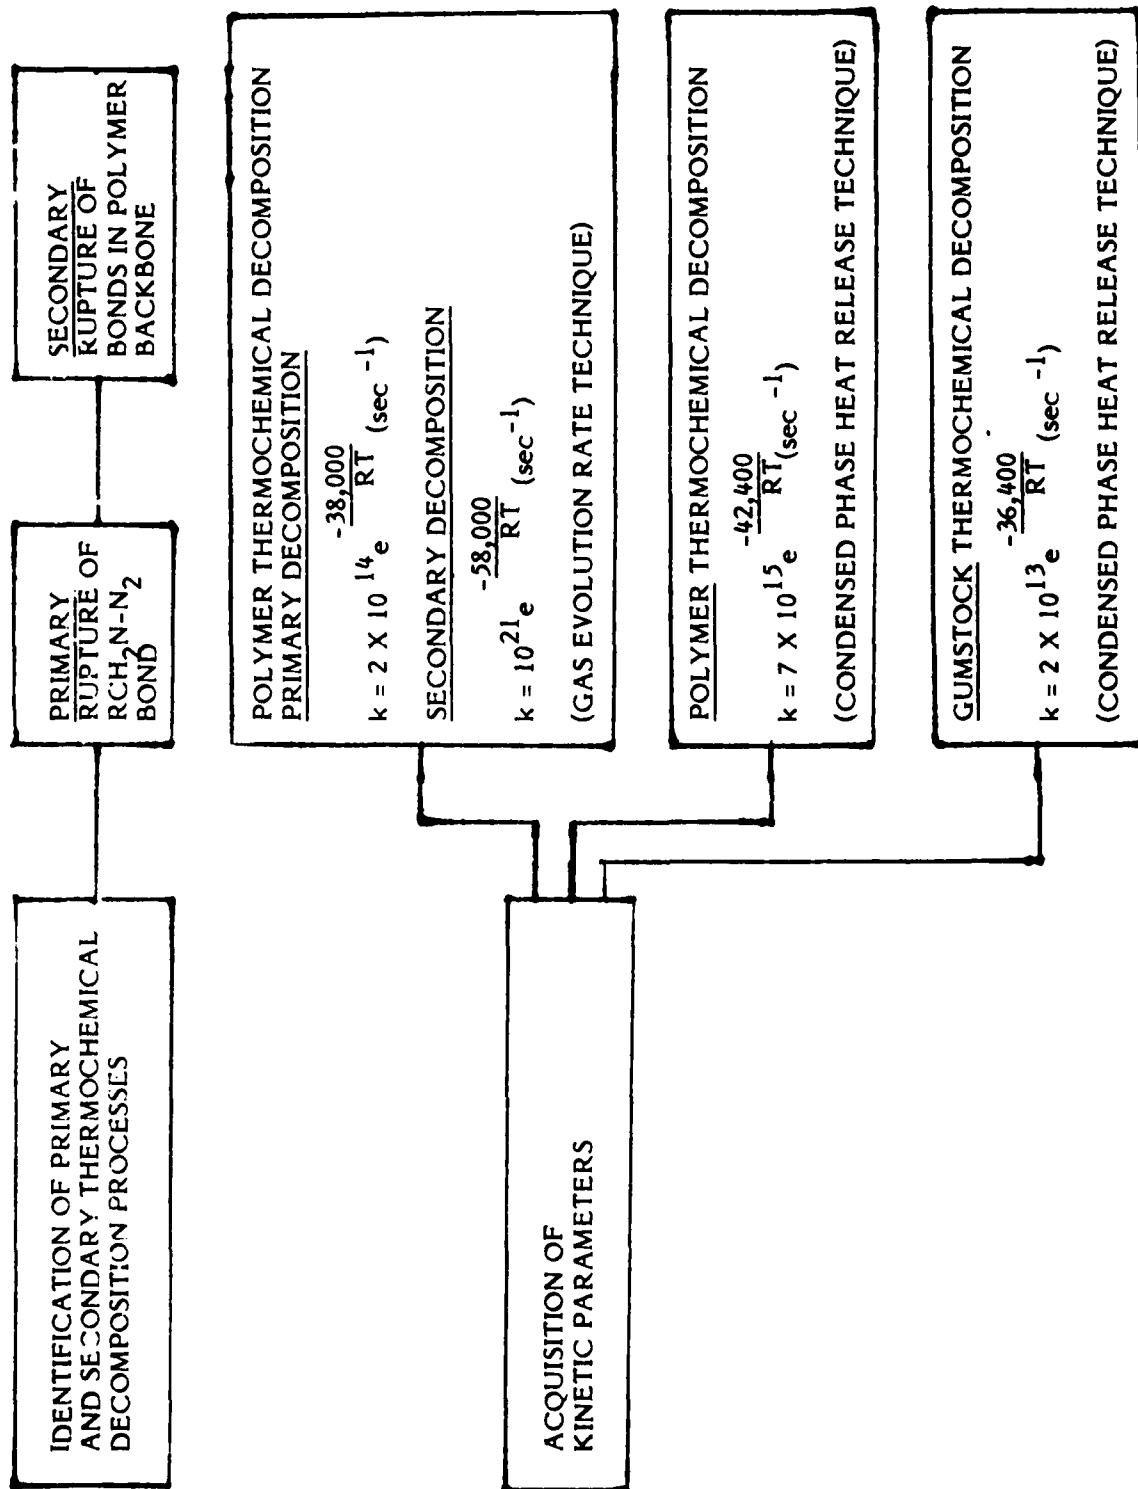 IDENTIFICATION OF PRIMARY
AND SECONDARY THERMOCHEMICAL
DECOMPOSITION PROCESSES
PRIMARY
RUPTURE OF
RCH2N-N2
BOND
SECONDARY
RUPTURE OF
BONDS IN POLYMER
BACKBONE
ACQUISITION OF
KINETIC PARAMETERS
POLYMER THERMOCHEMICAL DECOMPOSITION
PRIMARY DECOMPOSITION
k = 2 X 10^14 e^(-38,000/RT) (sec^-1)
SECONDARY DECOMPOSITION
k = 10^21 e^(-58,000/RT) (sec^-1)
(GAS EVOLUTION RATE TECHNIQUE)
POLYMER THERMOCHEMICAL DECOMPOSITION
k = 7 X 10^15 e^(-42,400/RT) (sec^-1)
(CONDENSED PHASE HEAT RELEASE TECHNIQUE)
GUMSTOCK THERMOCHEMICAL DECOMPOSITION
k = 2 X 10^13 e^(-36,400/RT) (sec^-1)
(CONDENSED PHASE HEAT RELEASE TECHNIQUE)